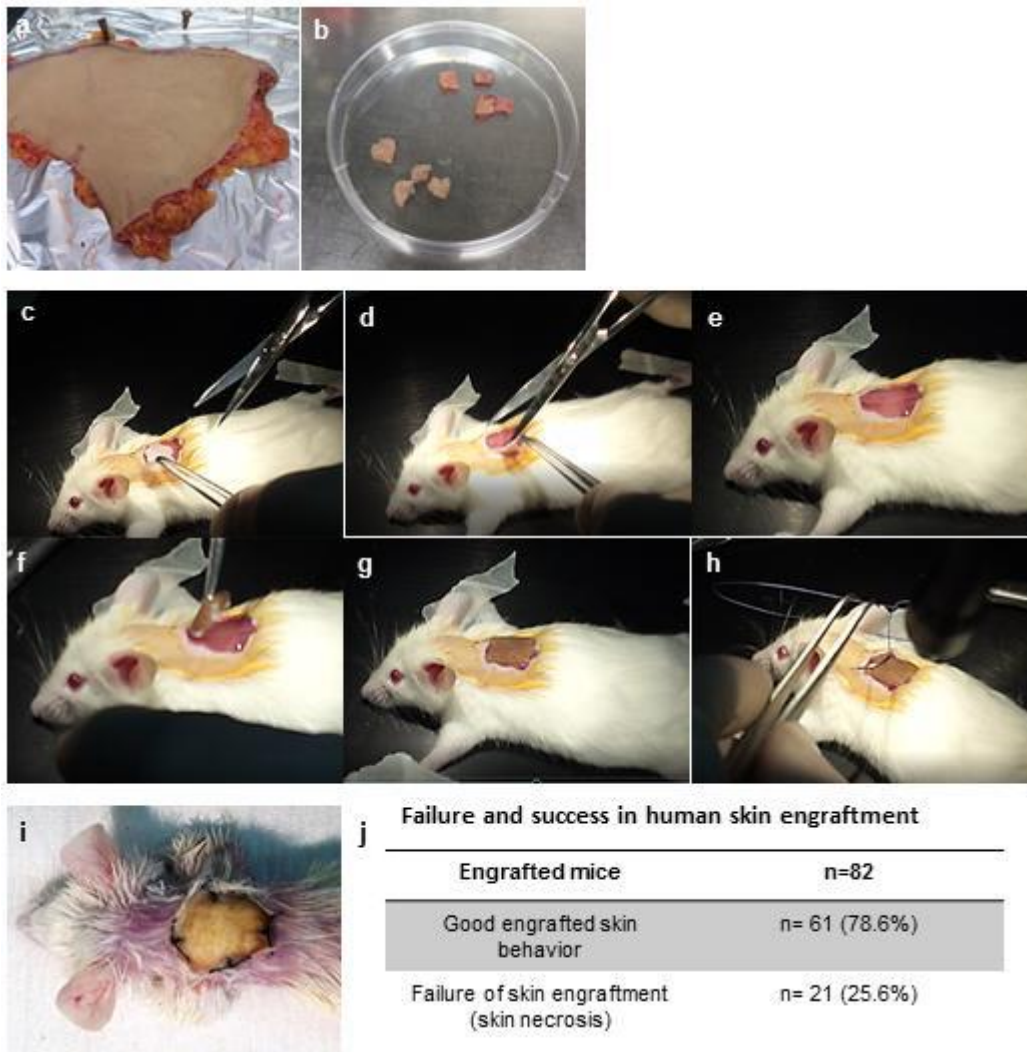 a
b
c
d
e
f
g
h
i
j
Failure and success in human skin engraftment
Engrafted mice n=82
Good engrafted skin behavior n= 61 (78.6%)
Failure of skin engraftment (skin necrosis) n= 21 (25.6%)